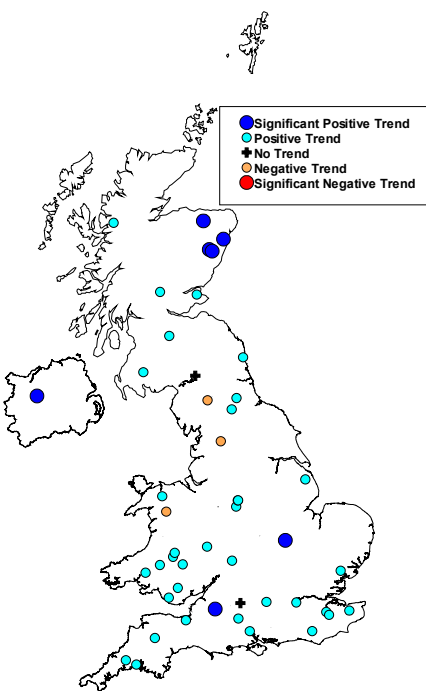 Significant Positive Trend
Positive Trend
No Trend
Negative Trend
Significant Negative Trend